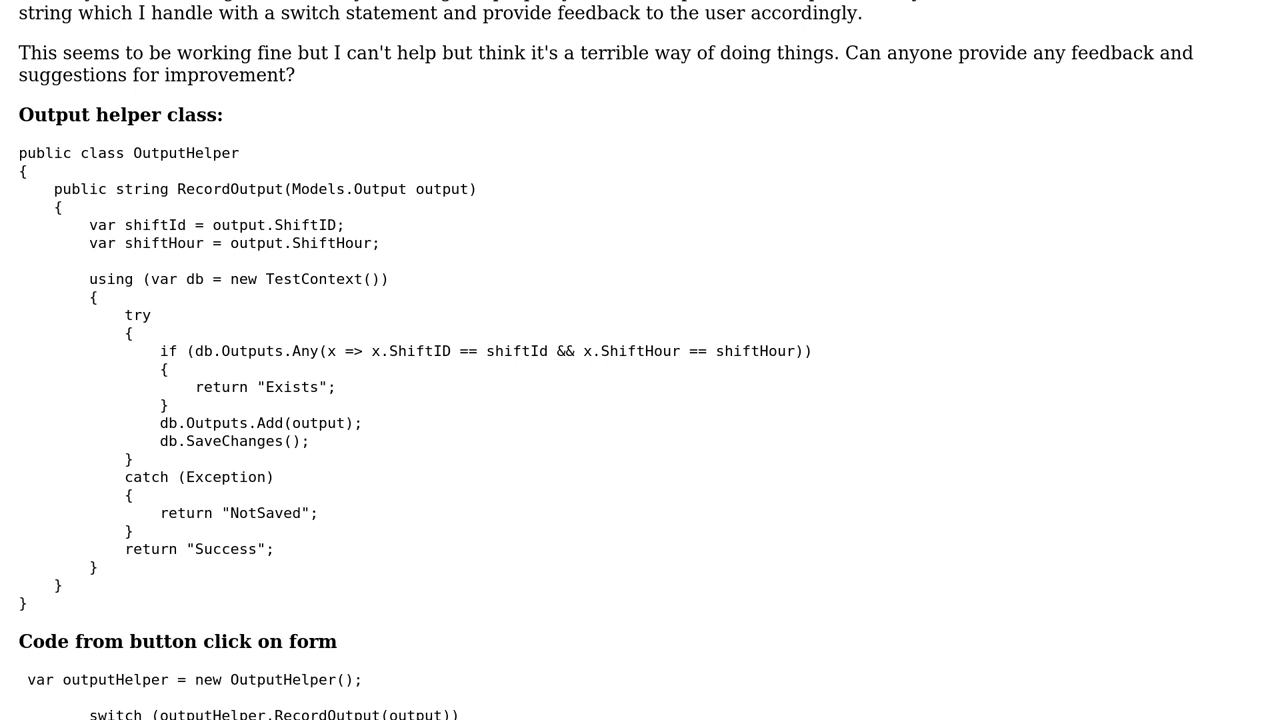 string which I handle with a switch statement and provide feedback to the user accordingly.
This seems to be working fine but I can't help but think it's a terrible way of doing things. Can anyone provide any feedback and
suggestions for improvement?
Output helper class:
public class OutputHelper
{
    public string RecordOutput(Models.Output output)
    {
        var shiftId = output.ShiftID;
        var shiftHour = output.ShiftHour;
        using (var db = new TestContext())
        {
            try
            {
                if (db.Outputs.Any(x => x.ShiftID == shiftId && x.ShiftHour == shiftHour))
                {
                    return "Exists";
                }
                db.Outputs.Add(output);
                db.SaveChanges();
            }
            catch (Exception)
            {
                return "NotSaved";
            }
            return "Success";
        }
    }
}
Code from button click on form
 var outputHelper = new OutputHelper();
        switch (outputHelper.RecordOutput(output))